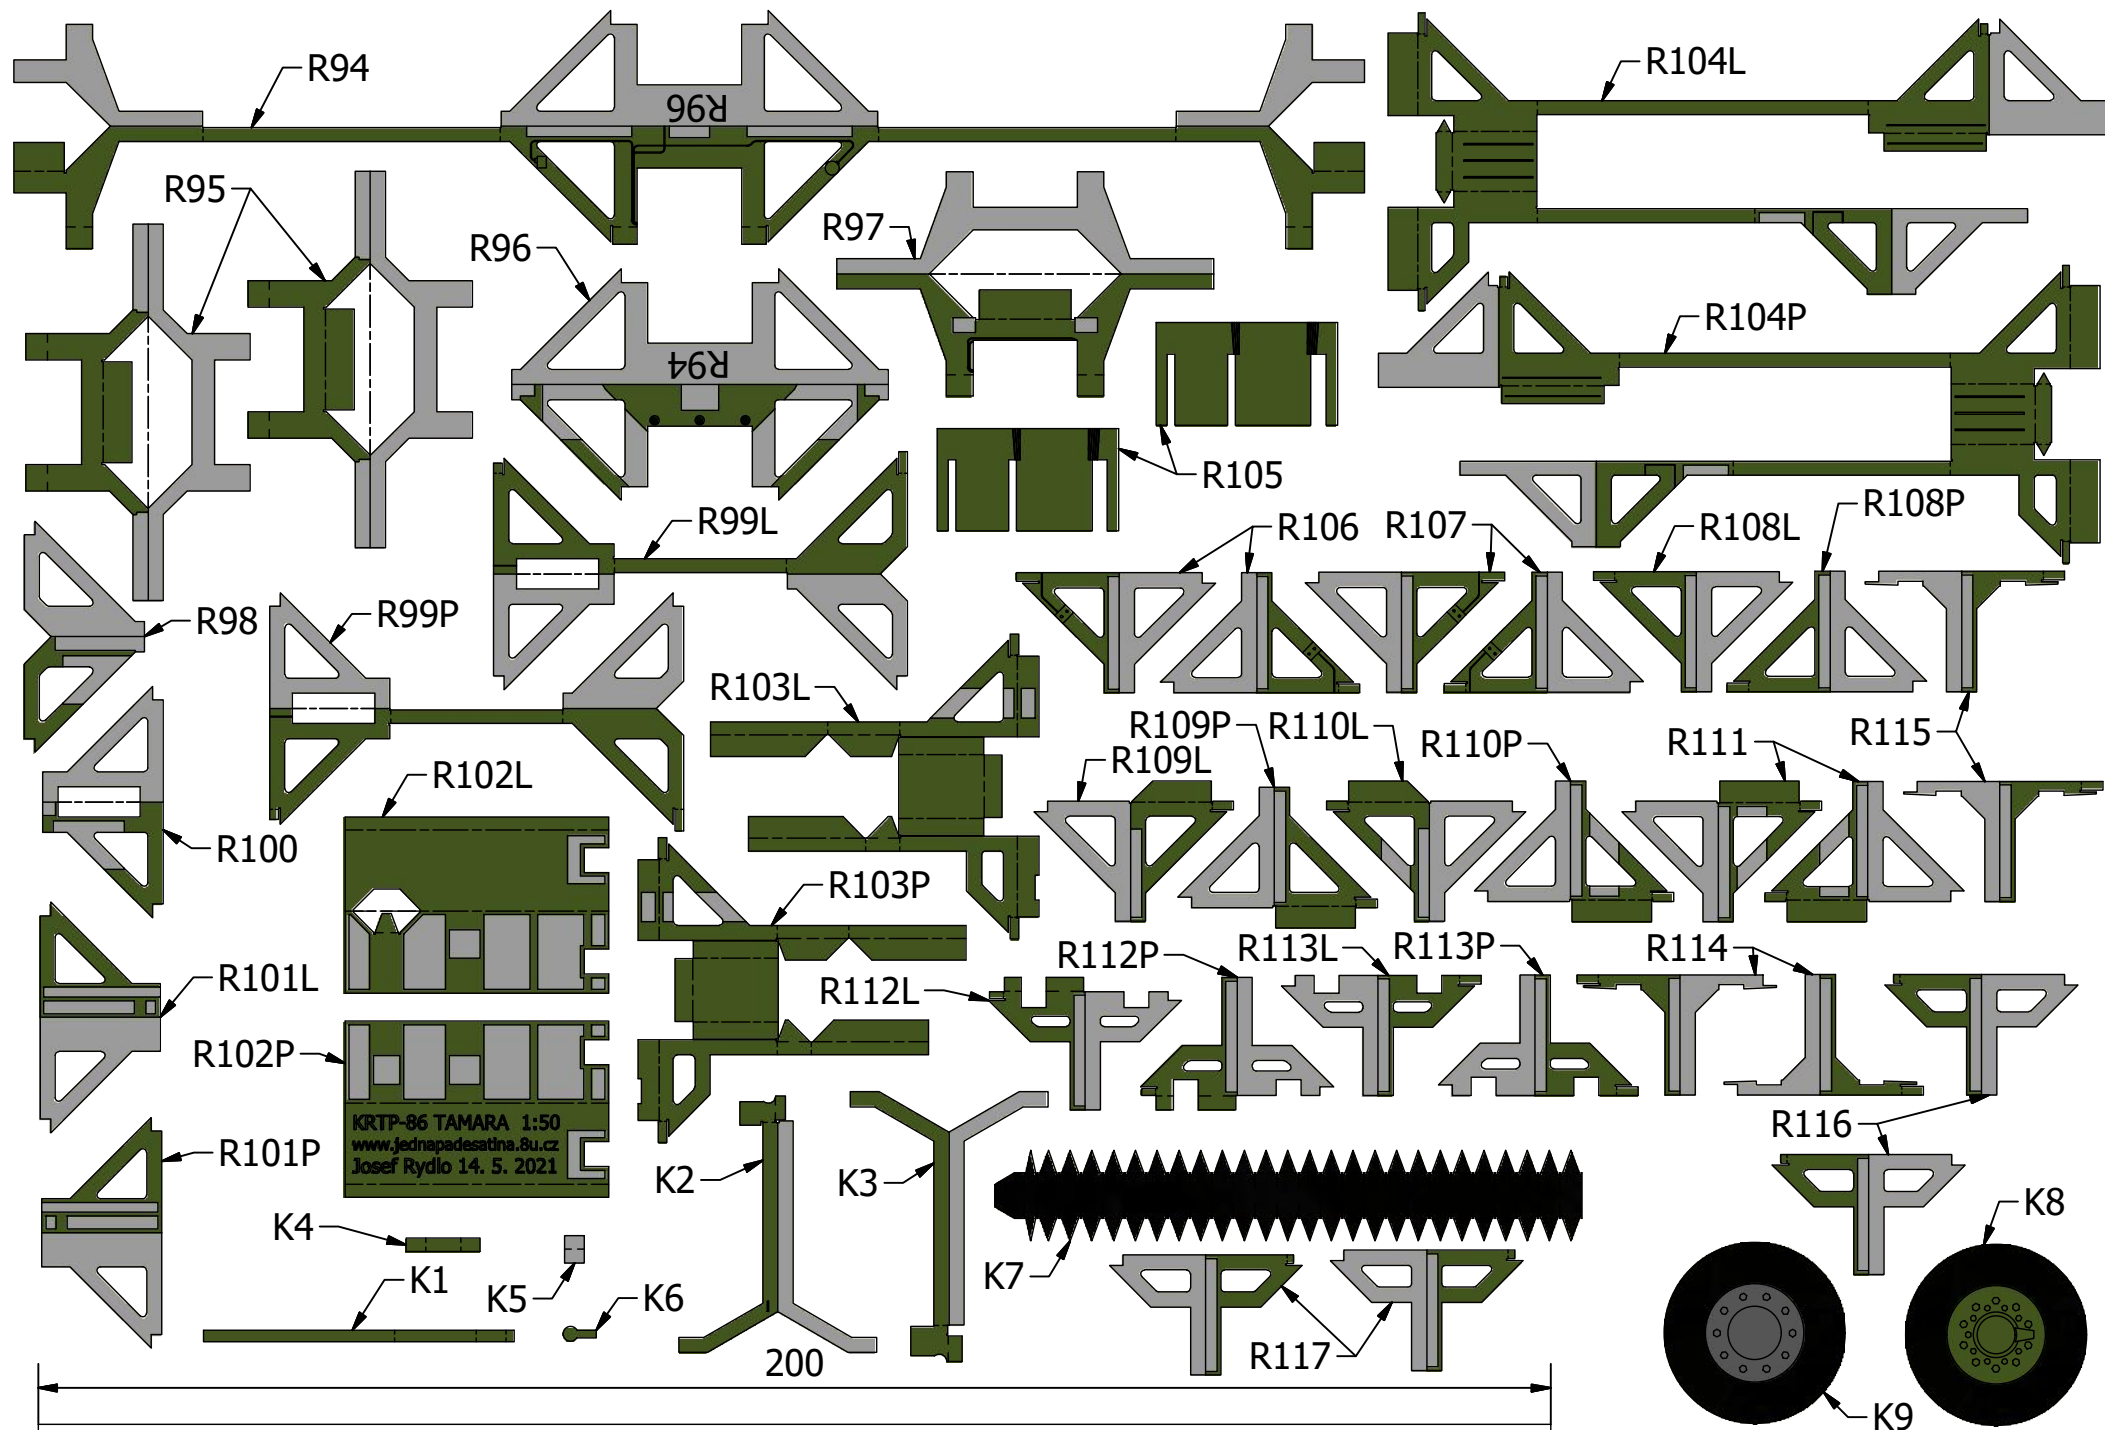 R94
R96
R104L
R95
R97
R96
R104P
R94
R105
R99L
R106
R107
R108L
R108P
R98
R99P
R103L
R109P
R110L
R110P
R111
R115
R109L
R102L
R100
R103P
R101L
R112L
R112P
R113L
R113P
R114
R102P
KRTP-86 TAMARA 1:50
www.jednapadesatina.8u.cz
Josef Rydlo 14. 5. 2021
R101P
K2
K3
R116
K4
K8
K1
K5
K6
K7
R117
200
K9